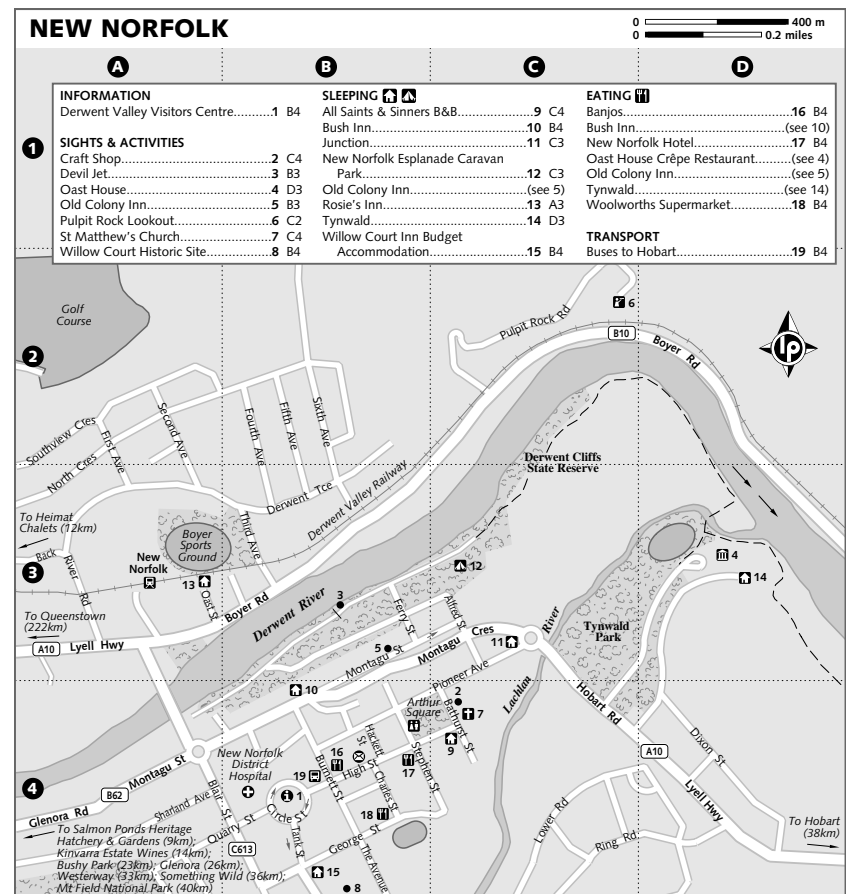 NEW NORFOLK
0 400 m
0 0.2 miles
A B C D
1
INFORMATION
Derwent Valley Visitors Centre..........1 B4
SIGHTS & ACTIVITIES
Craft Shop..........2 C4
Devil Jet..........3 B3
Oast House..........4 D3
Old Colony Inn..........5 B3
Pulpit Rock Lookout..........6 C2
St Matthew's Church..........7 C4
Willow Court Historic Site..........8 B4
SLEEPING
All Saints & Sinners B&B..........9 C4
Bush Inn..........10 B4
Junction..........11 C3
New Norfolk Esplanade Caravan
Park..........12 C3
Old Colony Inn..........(see 5)
Rosie's Inn..........13 A3
Tynwald..........14 D3
Willow Court Inn Budget
Accommodation..........15 B4
EATING
Banjos..........16 B4
Bush Inn..........(see 10)
New Norfolk Hotel..........17 B4
Oast House Crêpe Restaurant..........(see 4)
Old Colony Inn..........(see 5)
Tynwald..........(see 14)
Woolworths Supermarket..........18 B4
TRANSPORT
Buses to Hobart..........19 B4
2
Golf
Course
Pulpit Rock Rd
6
B10
Boyer Rd
lp
Southview Cres
North Cres
First Ave
Second Ave
Fourth Ave
Fifth Ave
Sixth Ave
Derwent Tce
Derwent Valley Railway
Derwent Cliffs
State Reserve
3
To Heimat
Chalets (12km)
Back River Rd
New
Norfolk
Boyer
Sports
Ground
Third Ave
13
Oast St
Boyer Rd
Derwent River
3
12
4
14
To Queenstown
(222km)
A10
Lyell Hwy
Ferry St
Alfred St
5
Montagu St
Montagu Cres
11
River
Tynwald
Park
Pioneer Ave
10
Lachlan
Hobart Rd
Arthur
Square
2
7
Bathurst St
9
4
New Norfolk
District
Hospital
16
Hackett St
19
High St
17
Stephen St
Burnett St
Charles St
1
Circle St
18
Montagu St
B62
Glenora Rd
Blair St
Sharland Ave
Quarry St
Tank St
George St
The Avenue
C613
15
8
A10
Dixon St
Lyell Hwy
Lower Rd
Ring Rd
To Hobart
(38km)
To Salmon Ponds Heritage
Hatchery & Gardens (9km);
Kinvarra Estate Wines (14km);
Bushy Park (23km); Glenora (26km);
Westerway (33km); Something Wild (36km);
Mt Field National Park (40km)